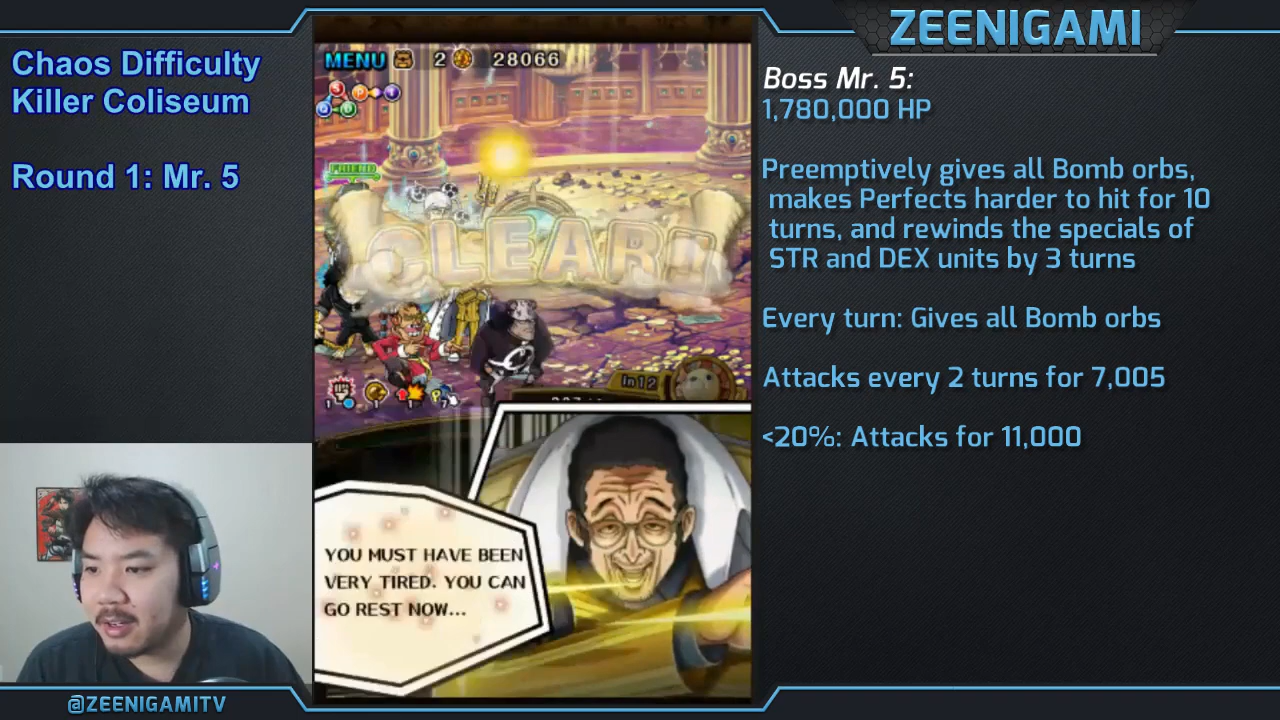 ZEENIGAMI
Chaos Difficulty
Killer Coliseum
Round 1: Mr. 5
MENU 2 28066
FRIEND
CLEAR!
in 12
YOU MUST HAVE BEEN
VERY TIRED. YOU CAN
GO REST NOW...
Boss Mr. 5:
1,780,000 HP
Preemptively gives all Bomb orbs,
makes Perfects harder to hit for 10
turns, and rewinds the specials of
STR and DEX units by 3 turns
Every turn: Gives all Bomb orbs
Attacks every 2 turns for 7,005
<20%: Attacks for 11,000
@ZEENIGAMITV